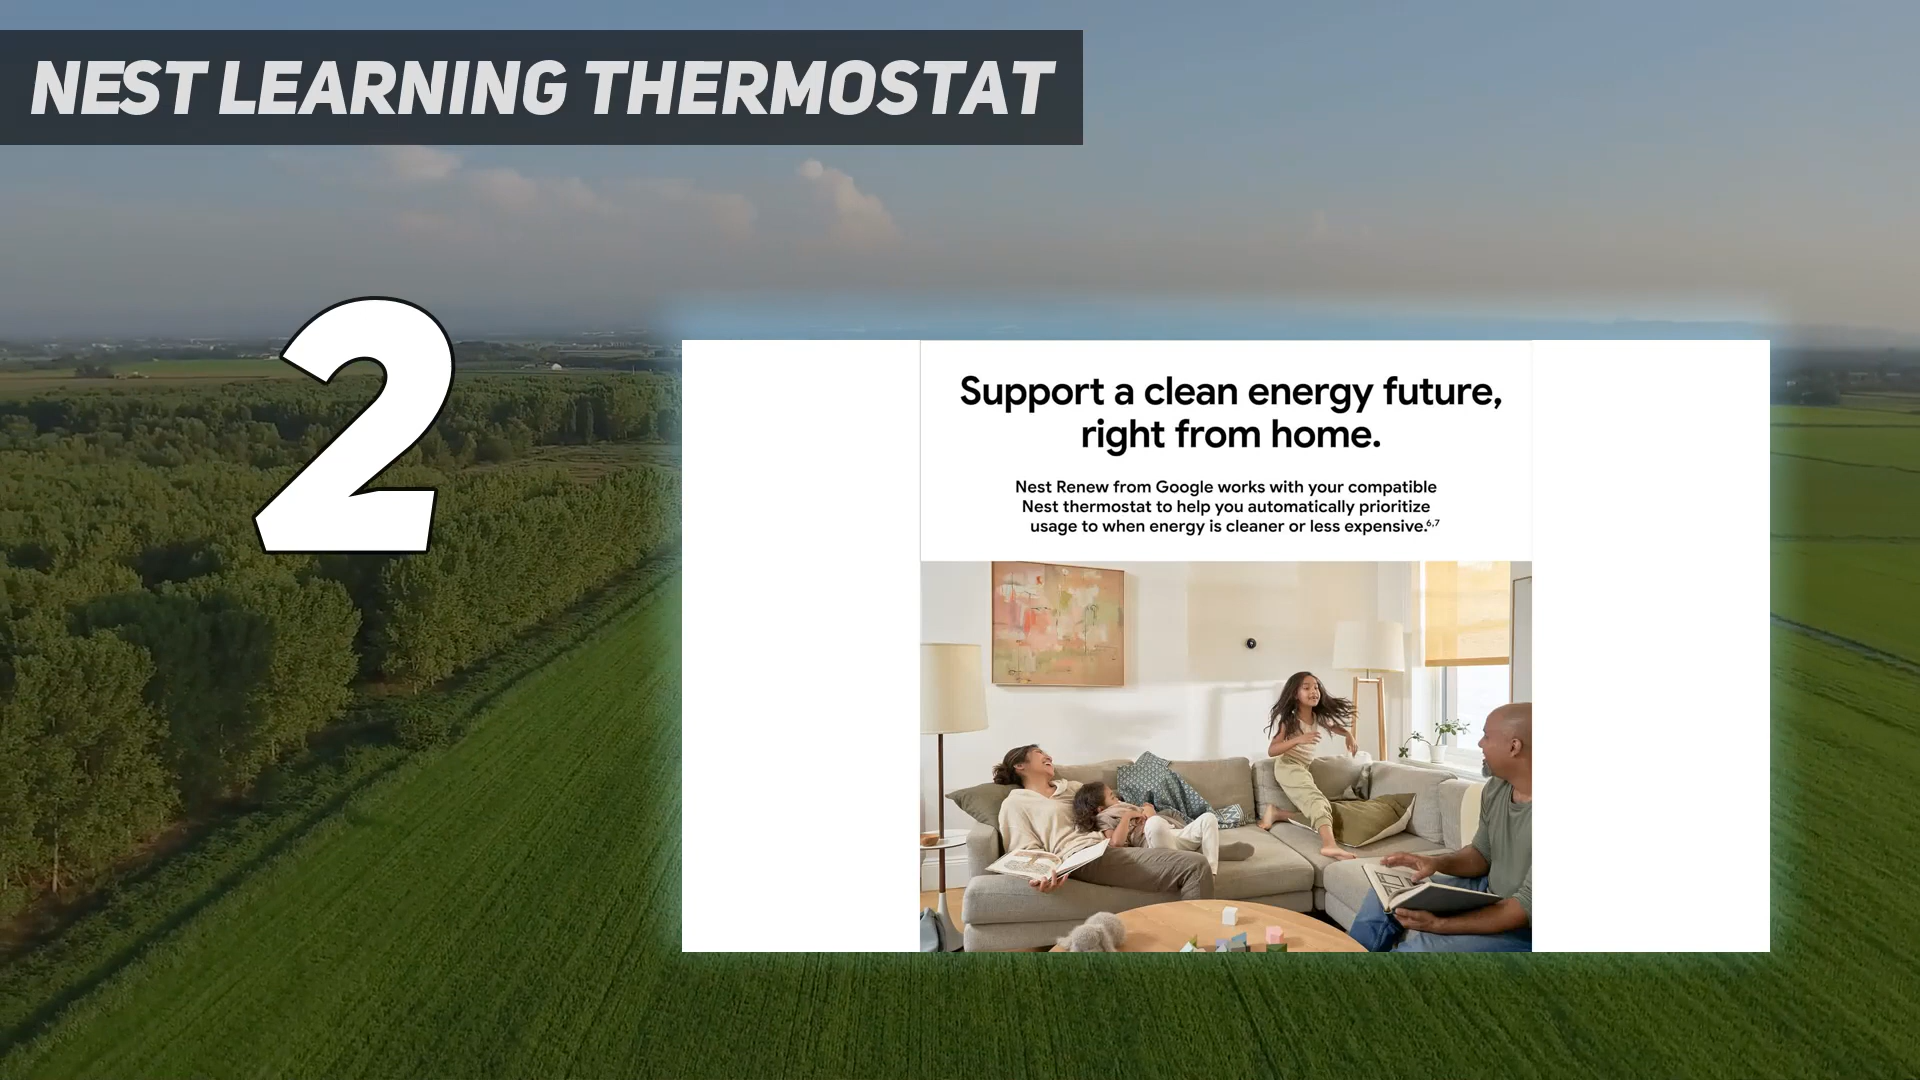 NEST LEARNING THERMOSTAT
2
Support a clean energy future,
right from home.
Nest Renew from Google works with your compatible
Nest thermostat to help you automatically prioritize
usage to when energy is cleaner or less expensive.6,7